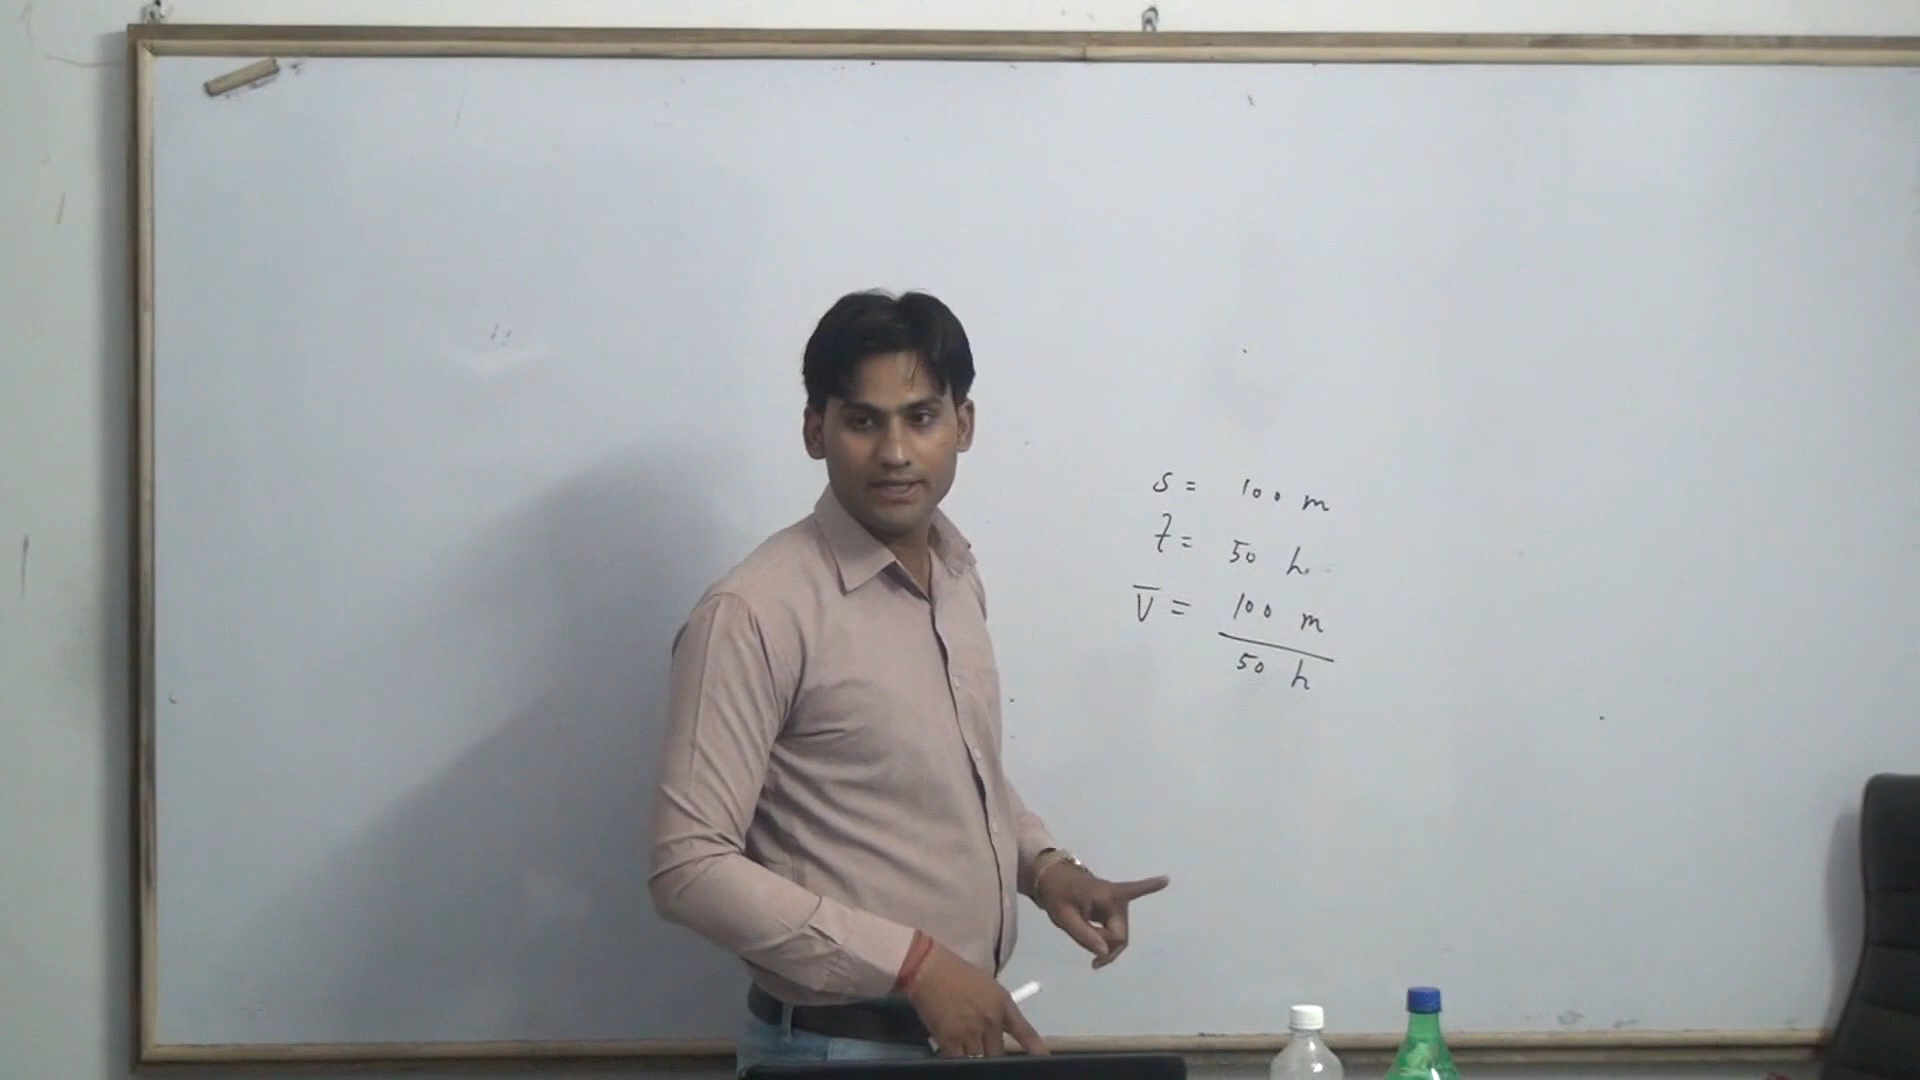 s = 100 m
t = 50 h
V̅ = 100 m
50 h